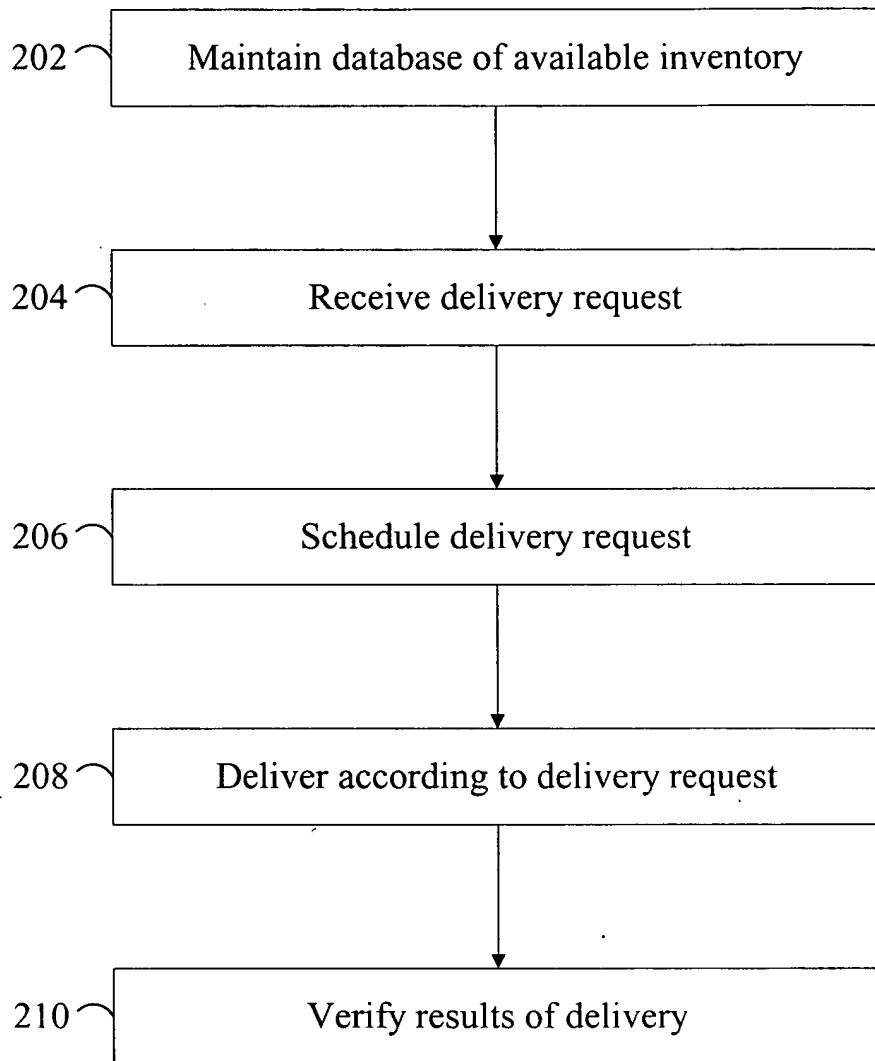 202 Maintain database of available inventory
204 Receive delivery request
206 Schedule delivery request
208 Deliver according to delivery request
210 Verify results of delivery